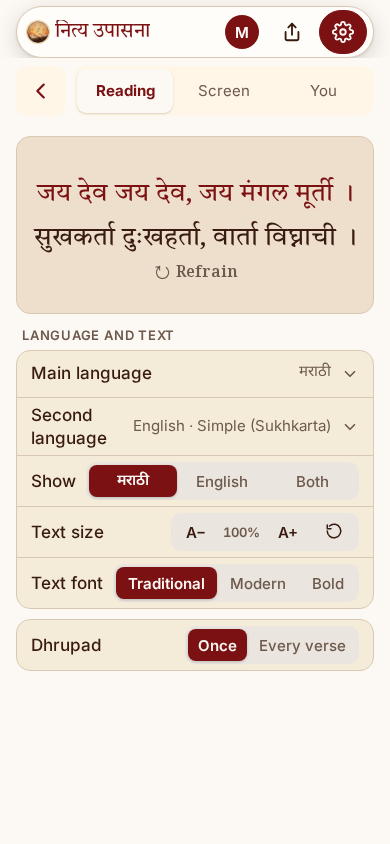 नित्य उपासना
M
Reading Screen You
जय देव जय देव, जय मंगल मूर्ती ।
सुखकर्ता दुःखहर्ता, वार्ता विघ्नाची ।
Refrain
LANGUAGE AND TEXT
Main language मराठी
Second language English · Simple (Sukhkarta)
Show मराठी English Both
Text size A− 100% A+
Text font Traditional Modern Bold
Dhrupad Once Every verse